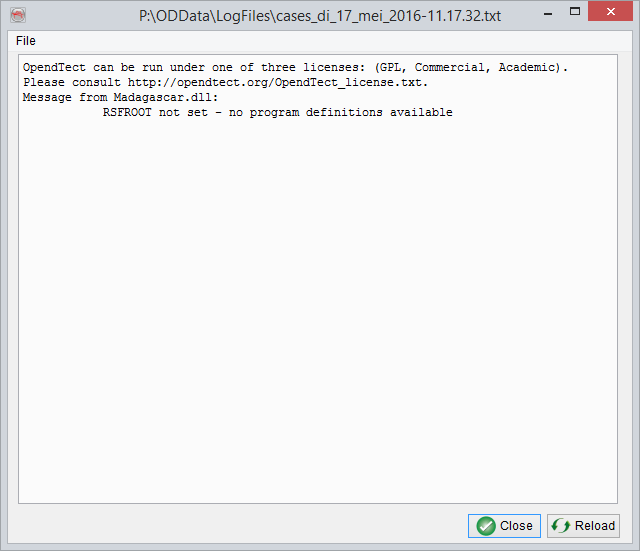 P:\ODData\LogFiles\cases_di_17_mei_2016-11.17.32.txt
File
OpendTect can be run under one of three licenses: (GPL, Commercial, Academic).
Please consult http://opendtect.org/OpendTect_license.txt.
Message from Madagascar.dll:
RSFROOT not set - no program definitions available
Close
Reload